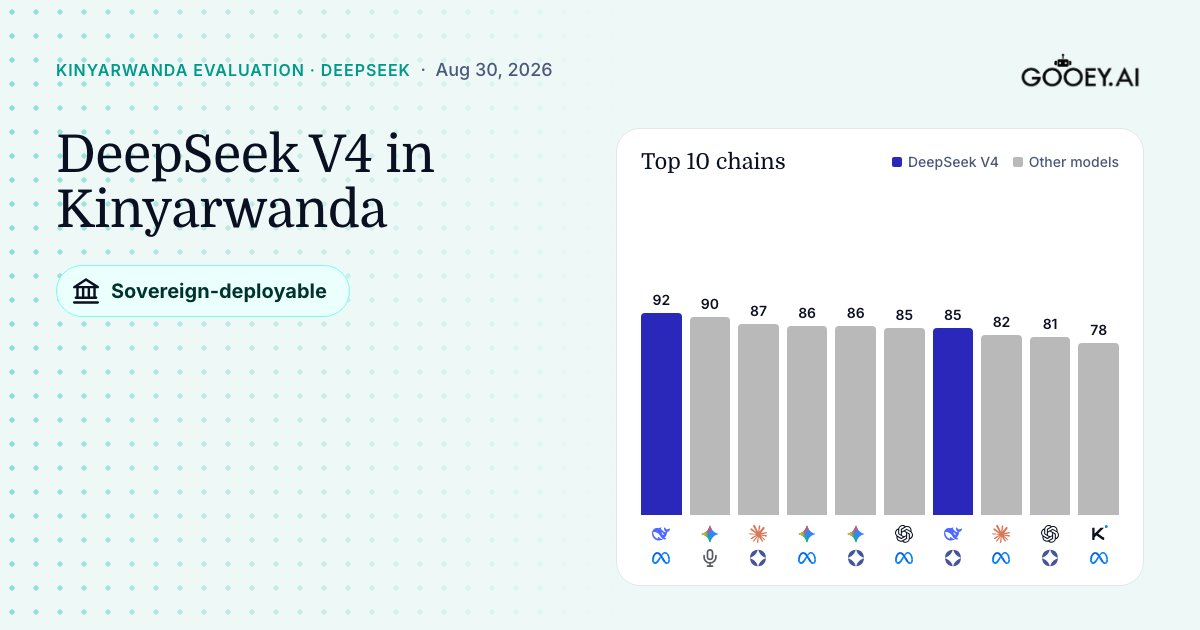 KINYARWANDA EVALUATION · DEEPSEEK · Aug 30, 2026
GOOEY.AI
DeepSeek V4 in
Kinyarwanda
Sovereign-deployable
Top 10 chains
DeepSeek V4
Other models
92 90 87 86 86 85 85 82 81 78